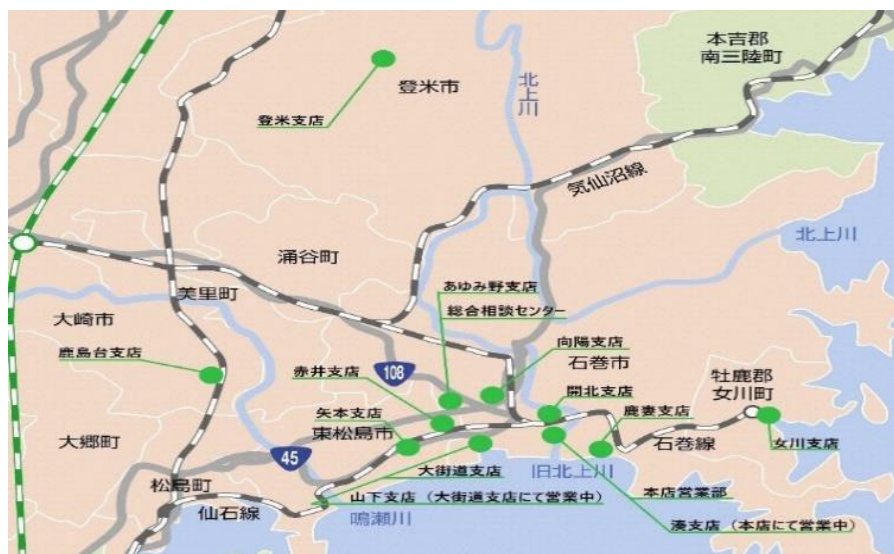 本吉郡
南三陸町
登米市
北上川
登米支店
気仙沼線
北上川
涌谷町
美里町
あゆみ野支店
総合相談センター
大崎市
向陽支店
鹿島台支店
赤井支店
108
石巻市
開北支店
牡鹿郡
女川町
矢本支店
鹿妻支店
大郷町
東松島市
石巻線
女川支店
45
大街道支店
旧北上川
松島町
山下支店（大街道支店にて営業中）
本店営業部
仙石線
鳴瀬川
湊支店（本店にて営業中）